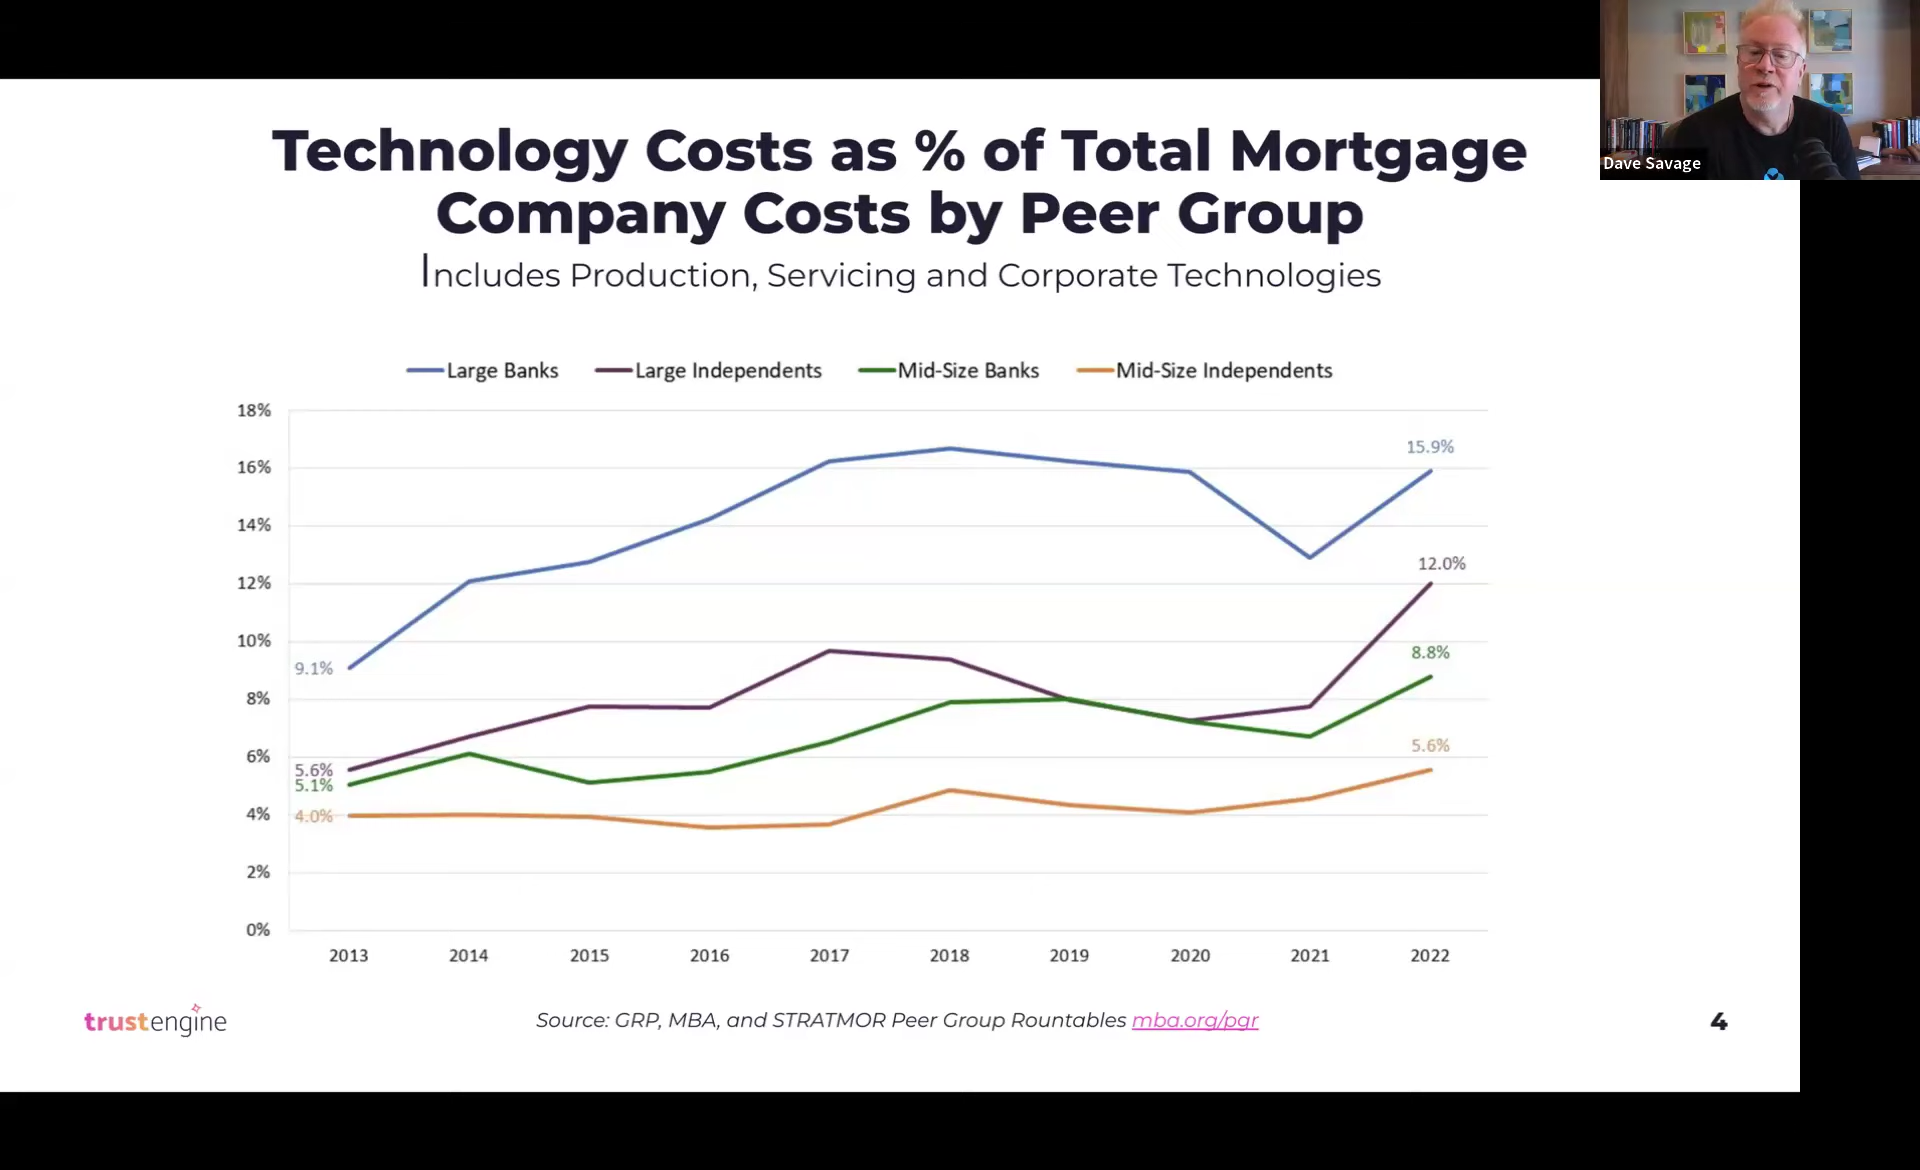 Dave Savage
Technology Costs as % of Total Mortgage
Company Costs by Peer Group
Includes Production, Servicing and Corporate Technologies
Large Banks Large Independents Mid-Size Banks Mid-Size Independents
18%
16%
14%
12%
10%
8%
6%
4%
2%
0%
9.1%
5.6%
5.1%
4.0%
15.9%
12.0%
8.8%
5.6%
2013 2014 2015 2016 2017 2018 2019 2020 2021 2022
trustengine
Source: GRP, MBA, and STRATMOR Peer Group Rountables mba.org/pgr
4